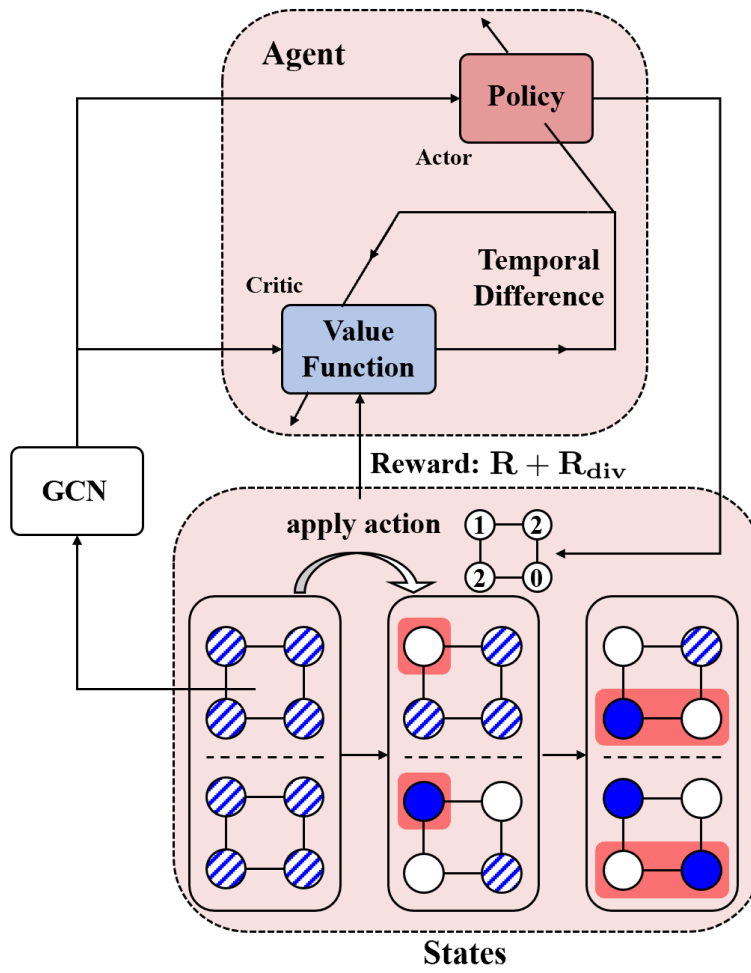 Agent
Policy
Actor
Temporal
Difference
Critic
Value
Function
GCN
Reward: R + R_div
apply action
1 2
2 0
States